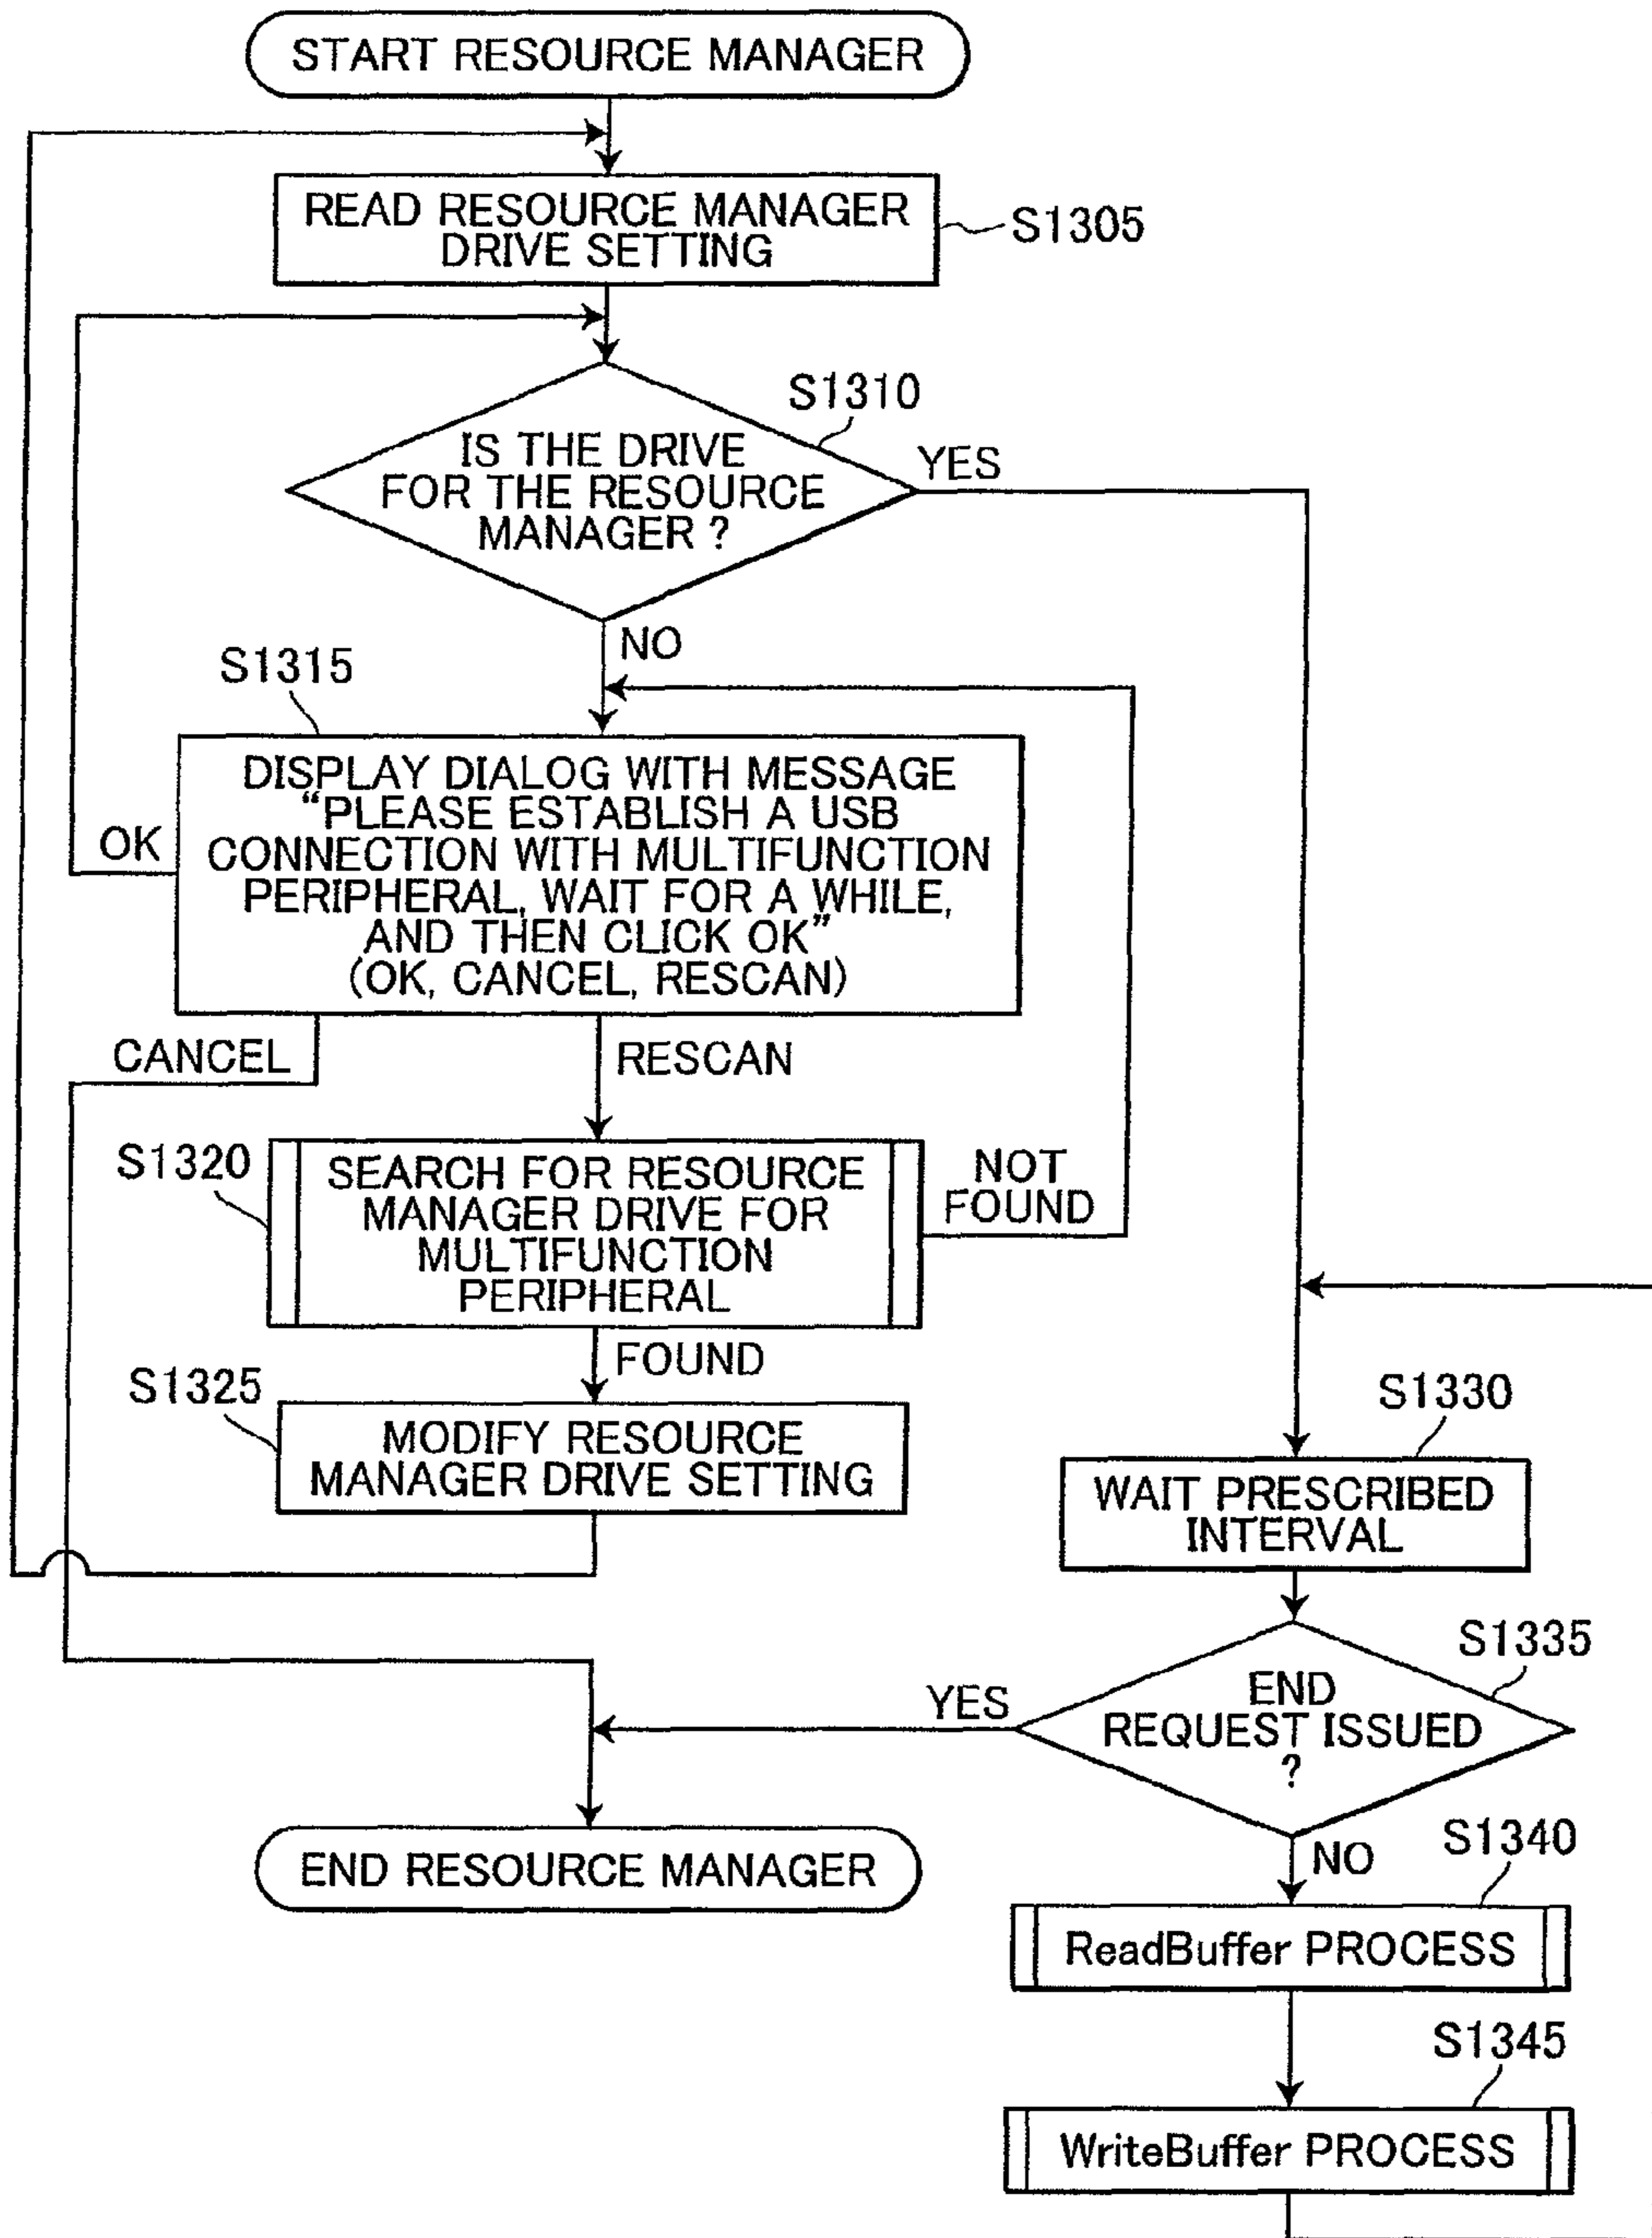 START RESOURCE MANAGER
READ RESOURCE MANAGER
DRIVE SETTING
S1305
S1310
IS THE DRIVE
FOR THE RESOURCE
MANAGER ?
YES
NO
S1315
DISPLAY DIALOG WITH MESSAGE
“PLEASE ESTABLISH A USB
CONNECTION WITH MULTIFUNCTION
PERIPHERAL, WAIT FOR A WHILE,
AND THEN CLICK OK”
(OK, CANCEL, RESCAN)
OK
CANCEL
RESCAN
S1320
SEARCH FOR RESOURCE
MANAGER DRIVE FOR
MULTIFUNCTION
PERIPHERAL
NOT
FOUND
FOUND
S1325
MODIFY RESOURCE
MANAGER DRIVE SETTING
S1330
WAIT PRESCRIBED
INTERVAL
S1335
END
REQUEST ISSUED
?
YES
NO
END RESOURCE MANAGER
S1340
ReadBuffer PROCESS
S1345
WriteBuffer PROCESS